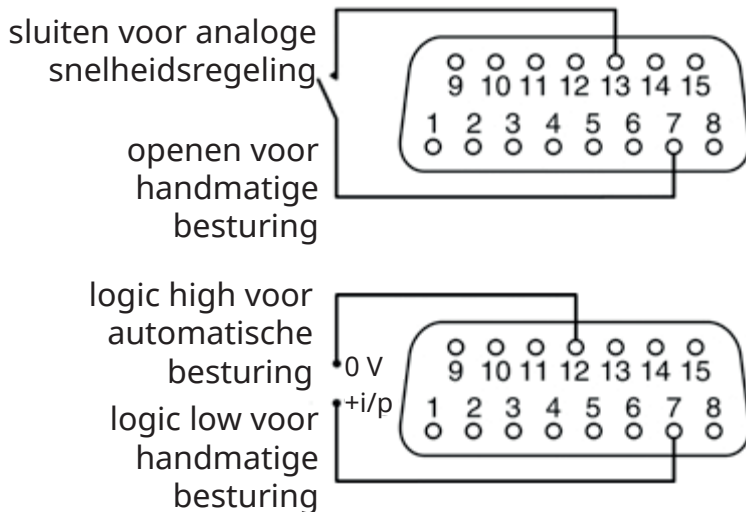 sluiten voor analoge
snelheidsregeling
9 10 11 12 13 14 15
1 2 3 4 5 6 7 8
openen voor
handmatige
besturing
logic high voor
automatische
besturing
0 V
+i/p
9 10 11 12 13 14 15
1 2 3 4 5 6 7 8
logic low voor
handmatige
besturing